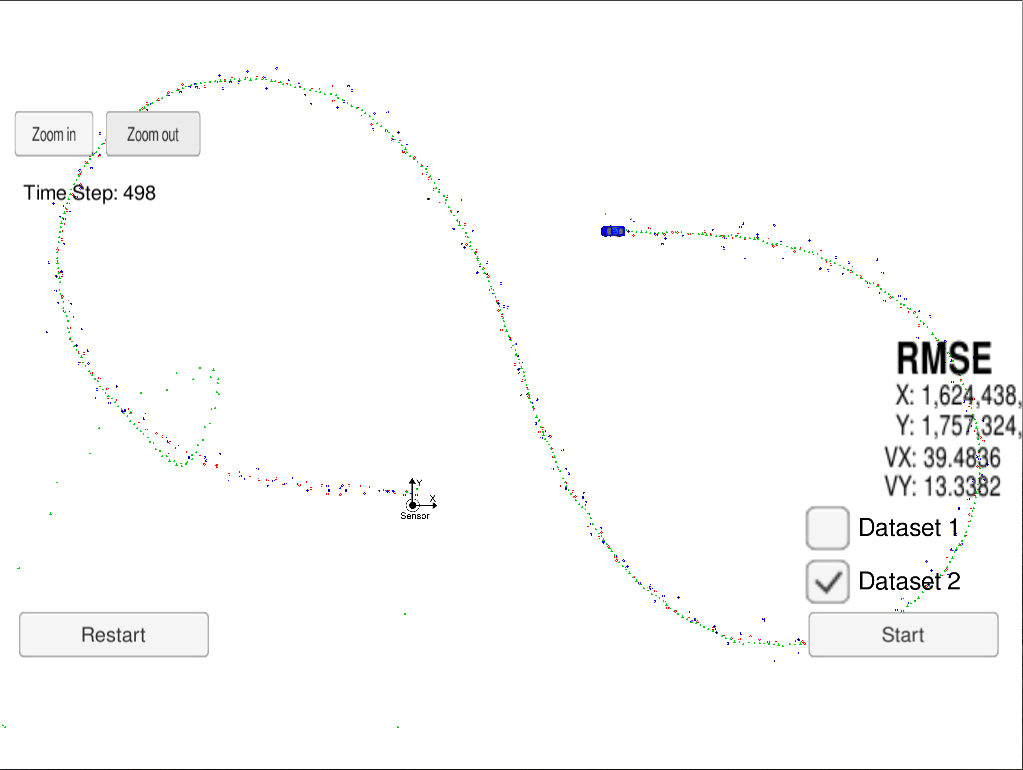 Zoom in
Zoom out
Time Step: 498
RMSE
X: 1,624,438,
Y: 1,757,324,
VX: 39.4836
VY: 13.3382
Y
X
Sensor
Dataset 1
Dataset 2
Restart
Start